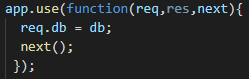 app.use(function(req,res,next){
req.db = db;
next();
});